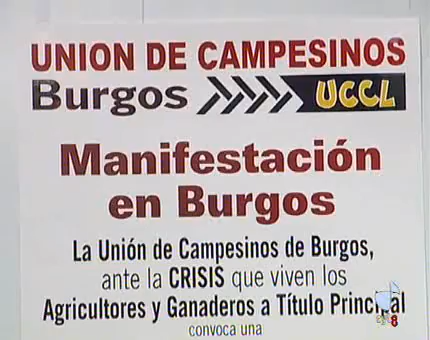 UNION DE CAMPESINOS
Burgos UCCL
Manifestación
en Burgos
La Unión de Campesinos de Burgos,
ante la CRISIS que viven los
Agricultores y Ganaderos a Título Principal
convoca una
8